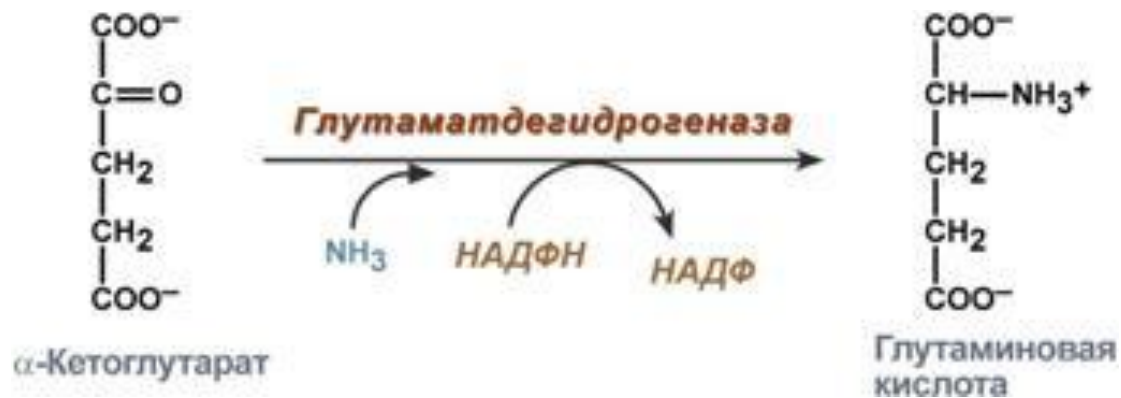 COO⁻
C=O
CH₂
CH₂
COO⁻
α-Кетоглутарат
Глутаматдегидрогеназа
NH₃
НАДФН
НАДФ
COO⁻
CH—NH₃⁺
CH₂
CH₂
COO⁻
Глутаминовая
кислота